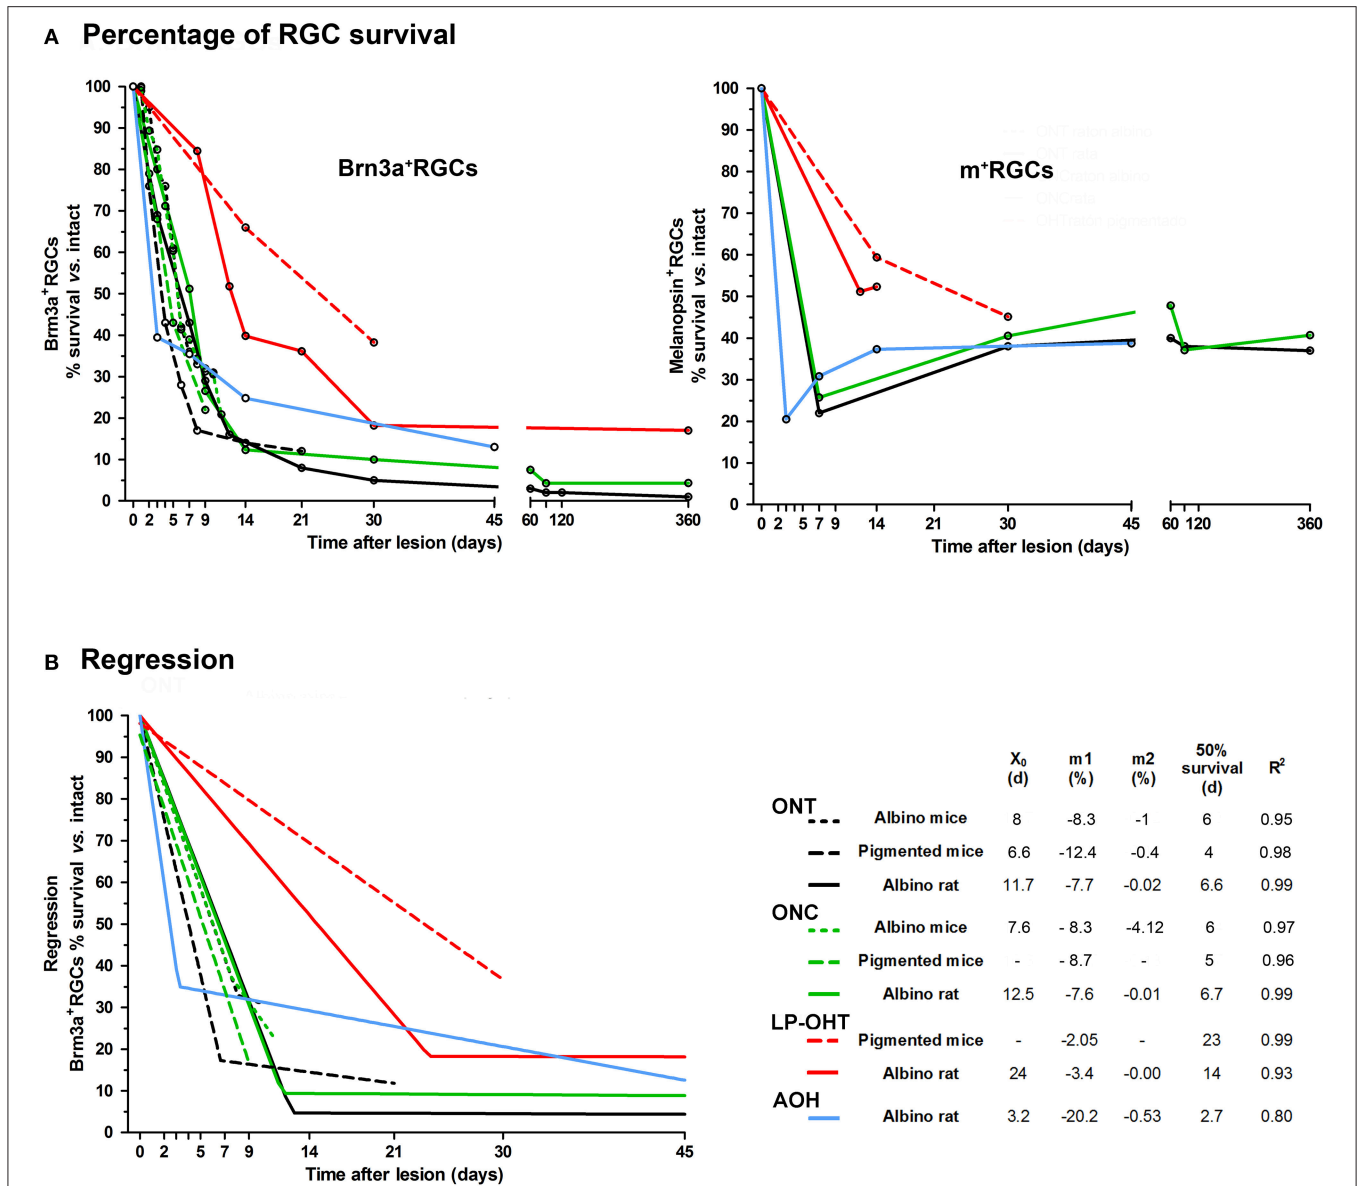 A Percentage of RGC survival
Brn3a+RGCs
Brm3a+RGCs
% survival vs. intact
100
90
80
70
60
50
40
30
20
10
0
0 2 5 7 9 14 21 30 45 60 120 360
Time after lesion (days)
m+RGCs
Melanopsin+RGCs
% survival vs. intact
100
90
80
70
60
50
40
30
20
10
0
0 2 5 7 9 14 21 30 45 60 120 360
Time after lesion (days)
B Regression
ONT
Regression
Brm3a+RGCs % survival vs. intact
100
90
80
70
60
50
40
30
20
10
0
0 2 5 7 9 14 21 30 45
Time after lesion (days)
X0 (d) m1 (%) m2 (%) 50% survival (d) R2
ONT
Albino mice 8 -8.3 -1 6 0.95
Pigmented mice 6.6 -12.4 -0.4 4 0.98
Albino rat 11.7 -7.7 -0.02 6.6 0.99
ONC
Albino mice 7.6 - 8.3 -4.12 6 0.97
Pigmented mice - -8.7 - 5 0.96
Albino rat 12.5 -7.6 -0.01 6.7 0.99
LP-OHT
Pigmented mice - -2.05 - 23 0.99
Albino rat 24 -3.4 -0.00 14 0.93
AOH
Albino rat 3.2 -20.2 -0.53 2.7 0.80